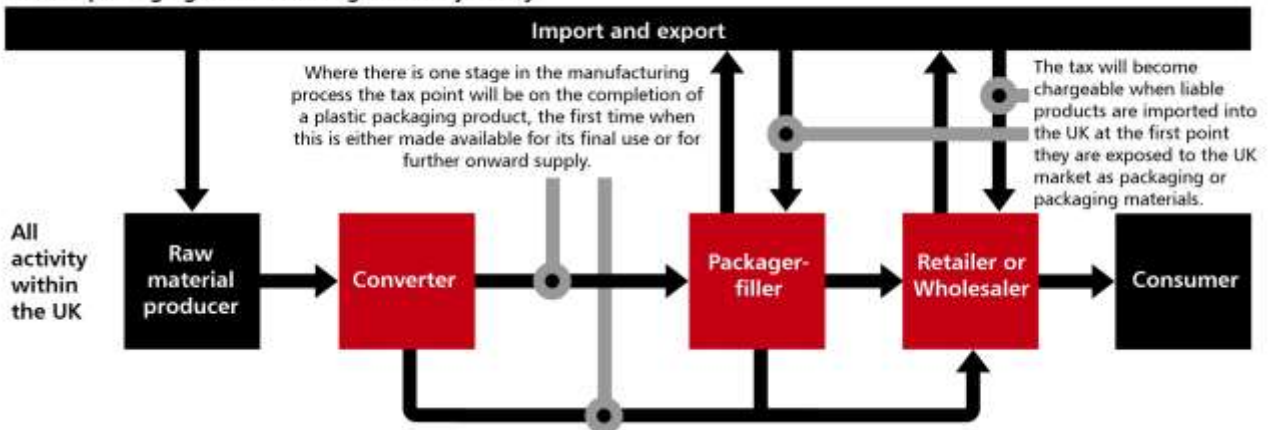 Import and export
Where there is one stage in the manufacturing
process the tax point will be on the completion of
a plastic packaging product, the first time when
this is either made available for its final use or for
further onward supply.
The tax will become
chargeable when liable
products are imported into
the UK at the first point
they are exposed to the UK
market as packaging or
packaging materials.
All
activity
within
the UK
Raw
material
producer
Converter
Packager-
filler
Retailer or
Wholesaler
Consumer